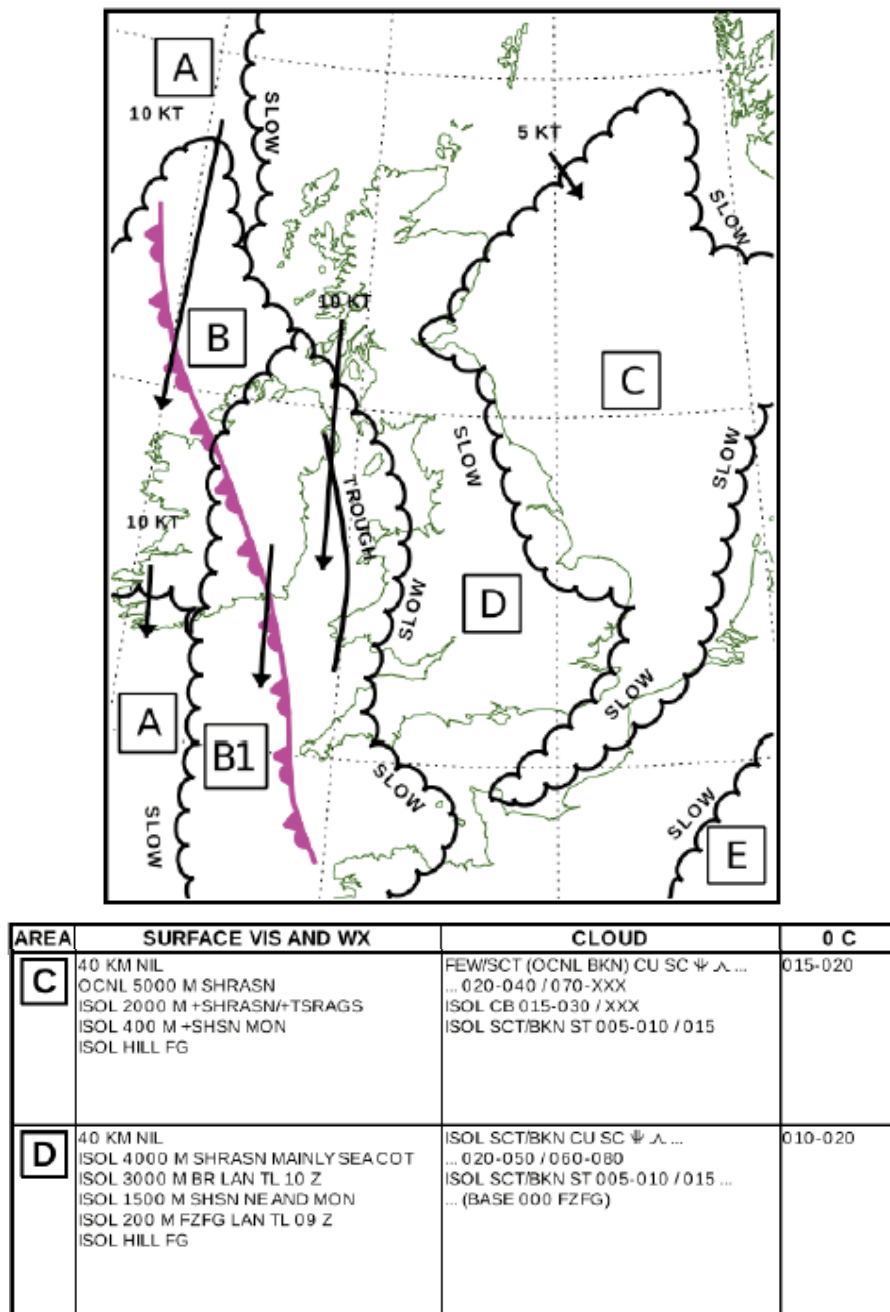 A
10 KT
SLOW
5 KT
SLOW
10 KT
B
C
SLOW
SLOW
TROUGH
10 KT
D
SLOW
A
B1
SLOW
SLOW
SLOW
SLOW
E
AREA SURFACE VIS AND WX CLOUD 0 C
C 40 KM NIL FEW/SCT (OCNL BKN) CU SC ... 015-020
OCNL 5000 M SHRASN ... 020-040 / 070-XXX
ISOL 2000 M +SHRASN/+TSRAGS ISOL CB 015-030 / XXX
ISOL 400 M +SHSN MON ISOL SCT/BKN ST 005-010 / 015
ISOL HILL FG
D 40 KM NIL ISOL SCT/BKN CU SC ... 010-020
ISOL 4000 M SHRASN MAINLY SEA COT ... 020-050 / 060-080
ISOL 3000 M BR LAN TL 10 Z ISOL SCT/BKN ST 005-010 / 015 ...
ISOL 1500 M SHSN NE AND MON ... (BASE 000 FZFG)
ISOL 200 M FZFG LAN TL 09 Z
ISOL HILL FG